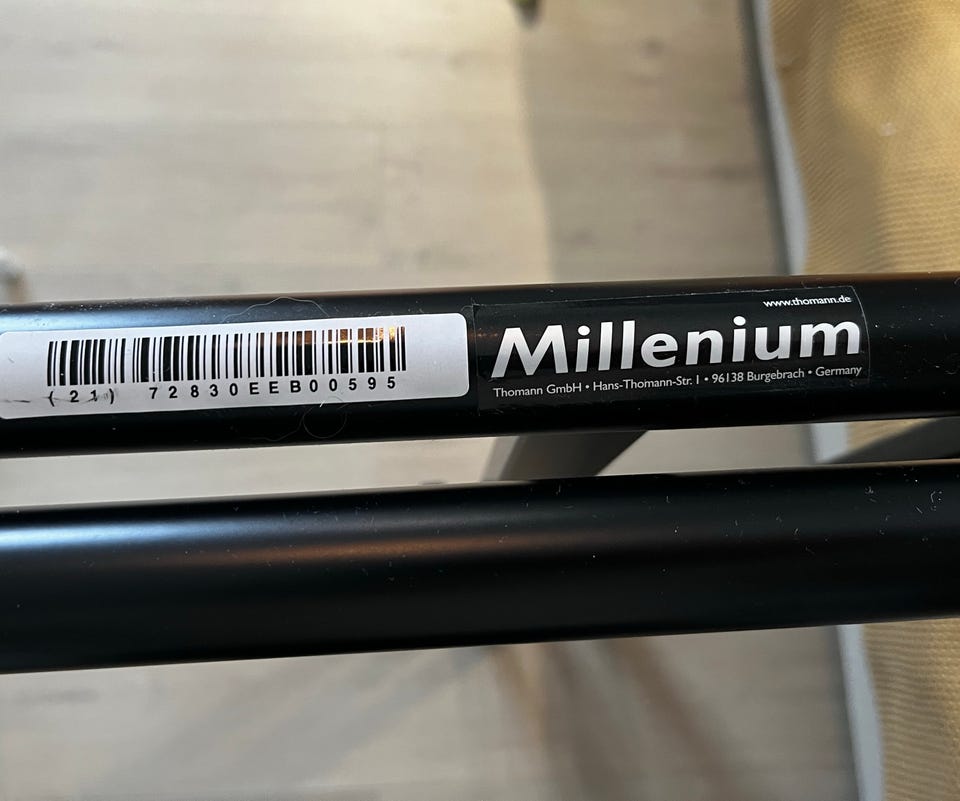 (21) 72830EEB00595
www.thomann.de
Millenium
Thomann GmbH • Hans-Thomann-Str. 1 • 96138 Burgebrach • Germany